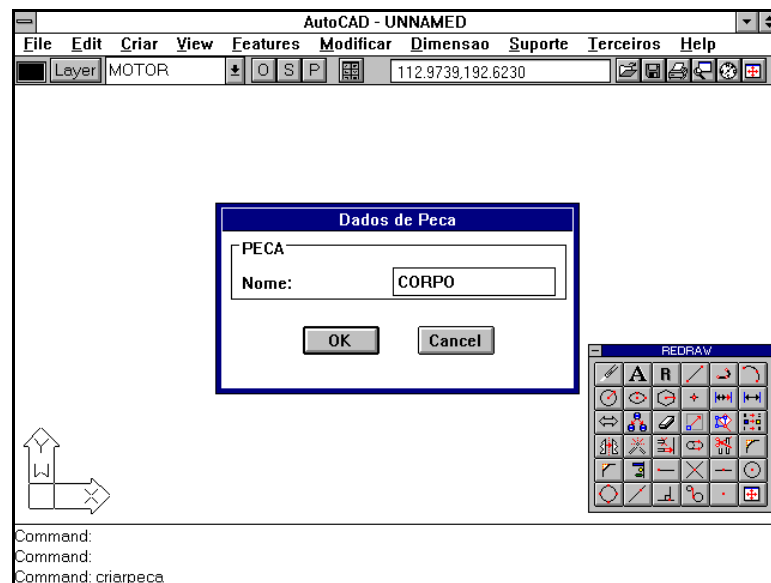 AutoCAD - UNNAMED
File Edit Criar View Features Modificar Dimensao Suporte Terceiros Help
Layer MOTOR O S P 112.9739,192.6230
Dados de Peca
PECA
Nome: CORPO
OK Cancel
REDRAW
A R
Y
W
X
Command:
Command:
Command: criarpeca